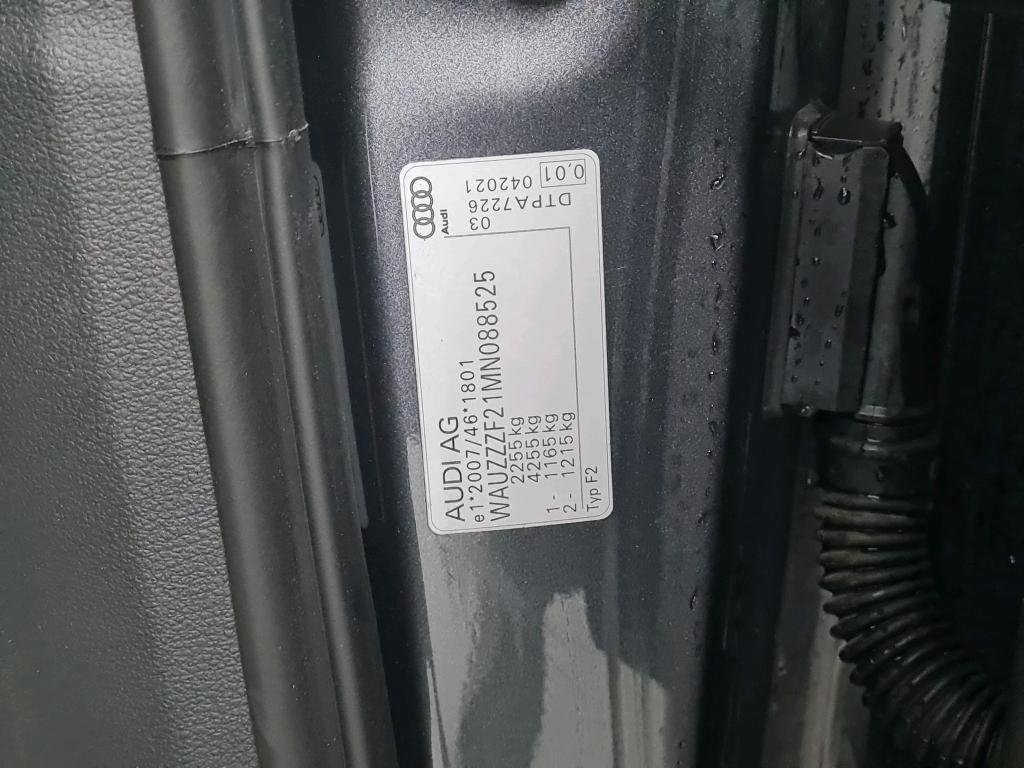 AUDI AG
e1*2007/46*1801
WAUZZZF21MN088525
2255kg
4255kg
1 - 1165kg
2 - 1215kg
Typ F2
Audi
03
DTPA7226
042021
0.01